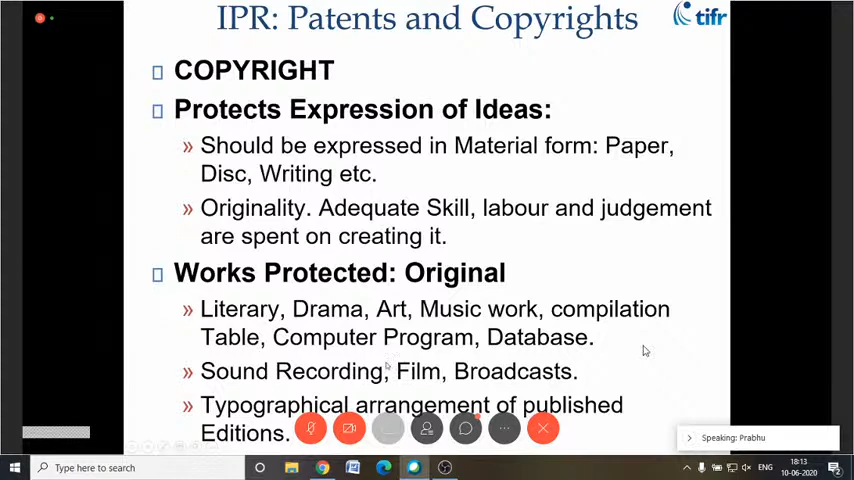 IPR: Patents and Copyrights
tifr
COPYRIGHT
Protects Expression of Ideas:
» Should be expressed in Material form: Paper,
Disc, Writing etc.
» Originality. Adequate Skill, labour and judgement
are spent on creating it.
Works Protected: Original
» Literary, Drama, Art, Music work, compilation
Table, Computer Program, Database.
» Sound Recording, Film, Broadcasts.
» Typographical arrangement of published
Editions.
Speaking: Prabhu
Type here to search
ENG
18:13
10-06-2020
2